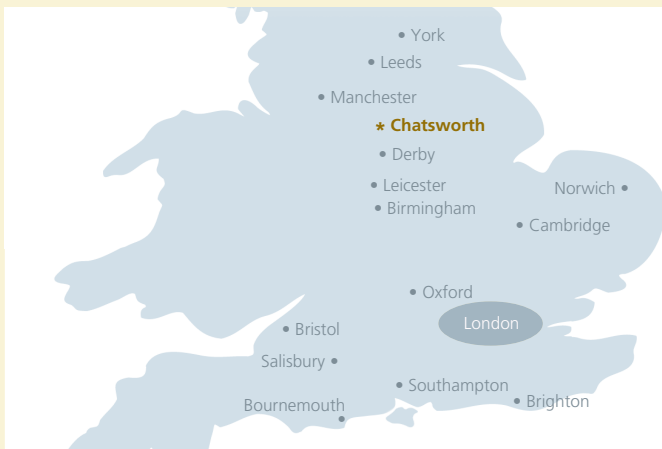 York
Leeds
Manchester
* Chatsworth
Derby
Leicester
Norwich
Birmingham
Cambridge
Oxford
London
Bristol
Salisbury
Southampton
Bournemouth
Brighton